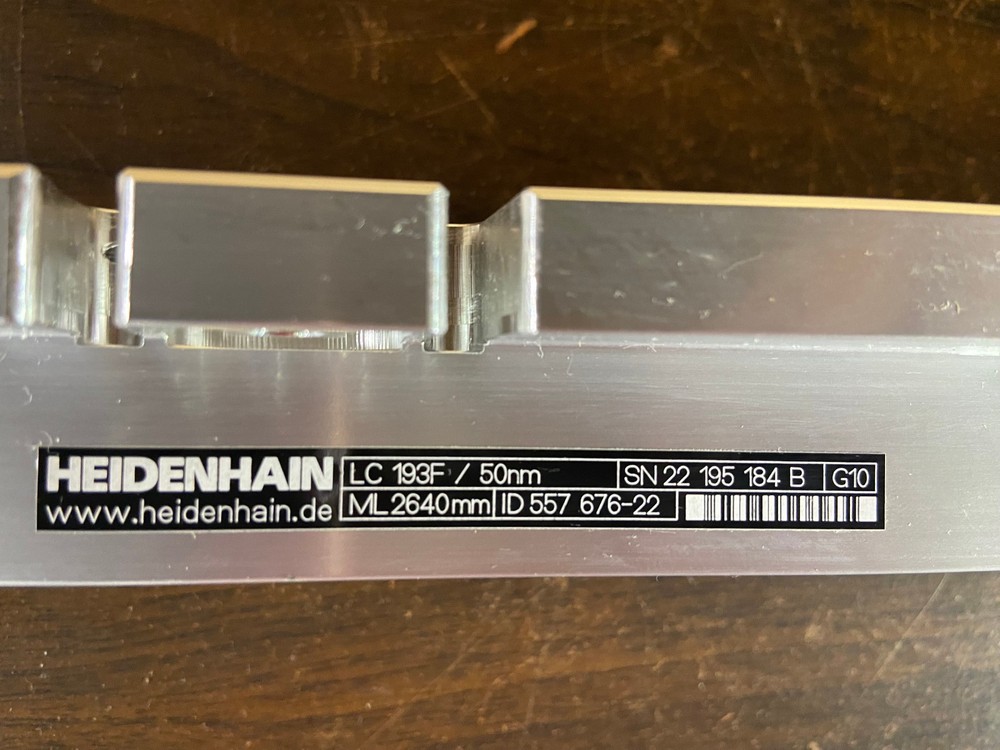 HEIDENHAIN LC 193F / 50nm SN 22 195 184 B G10
www.heidenhain.de ML 2640mm ID 557 676-22